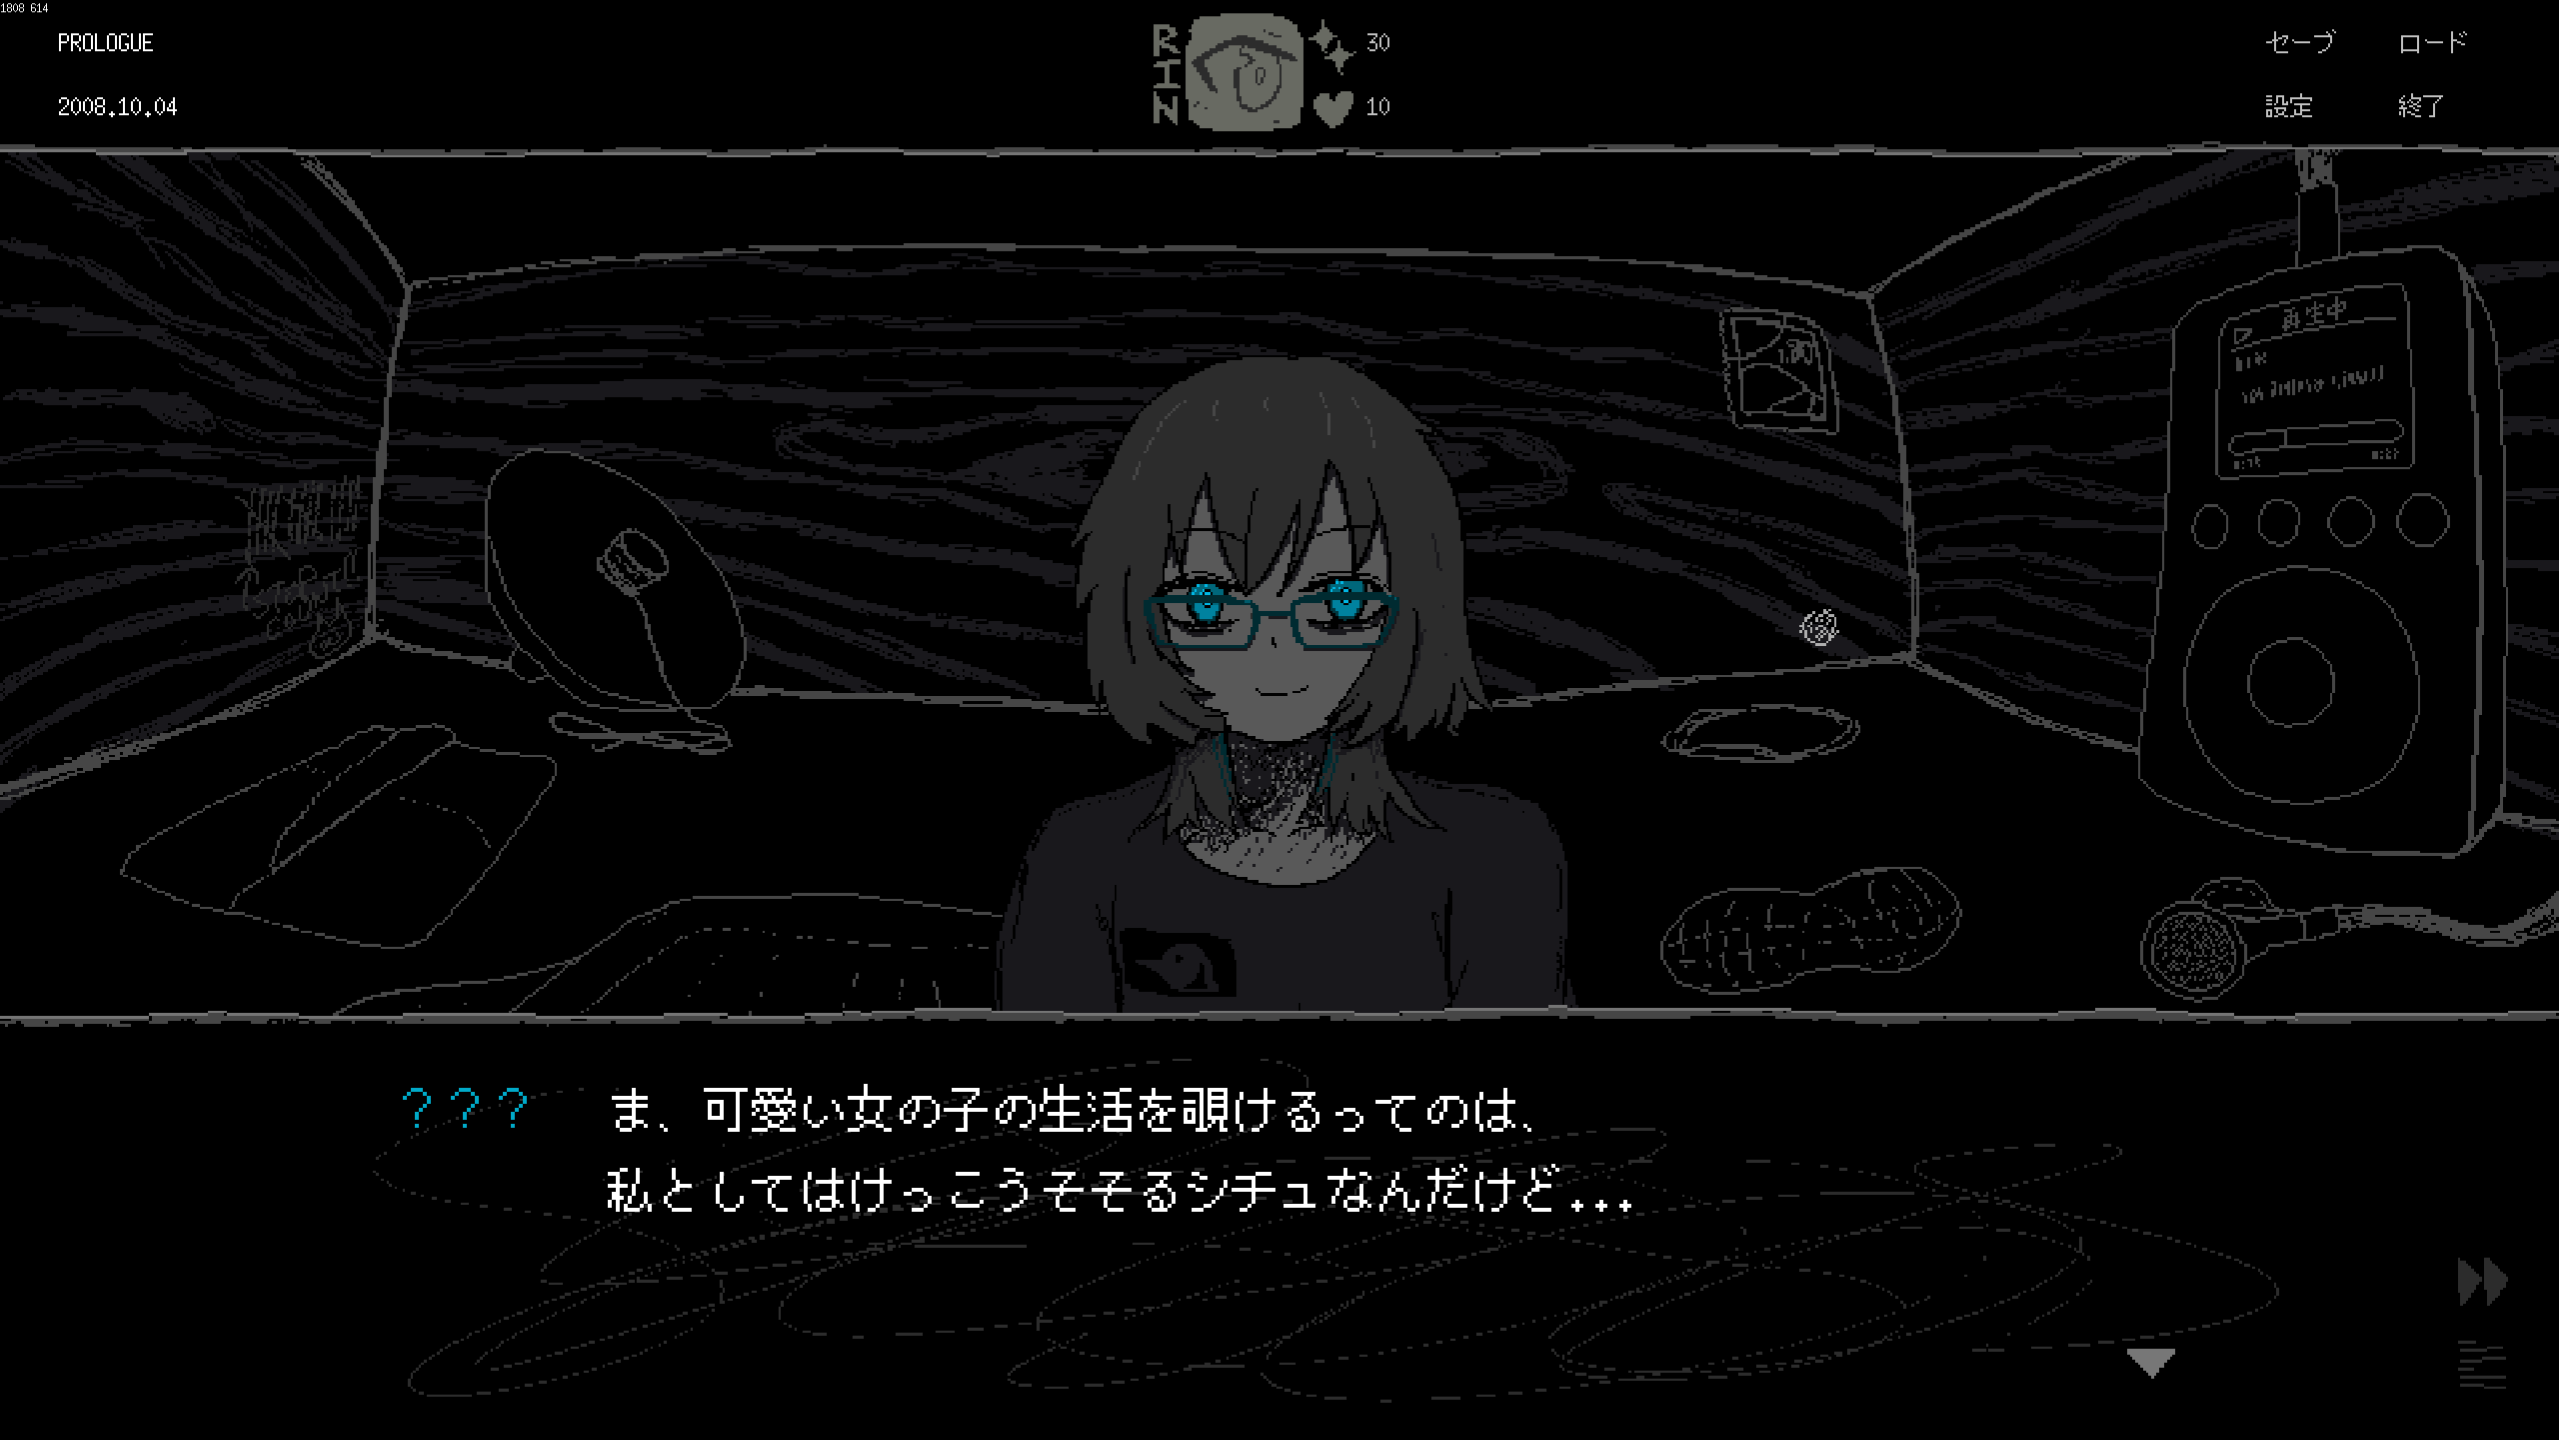 1808 614
PROLOGUE
2008.10.04
RIN
30
10
セーブ
ロード
設定
終了
再生中
？？？
ま、可愛い女の子の生活を覗けるってのは、
私としてはけっこうそそるシチュなんだけど...